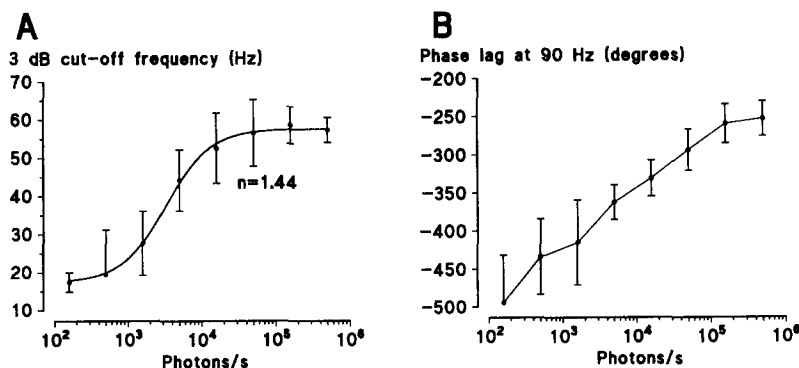 A
3 dB cut-off frequency (Hz)
70
60
50
40
30
20
10
n=1.44
10² 10³ 10⁴ 10⁵ 10⁶
Photons/s
B
Phase lag at 90 Hz (degrees)
-200
-250
-300
-350
-400
-450
-500
10² 10³ 10⁴ 10⁵ 10⁶
Photons/s